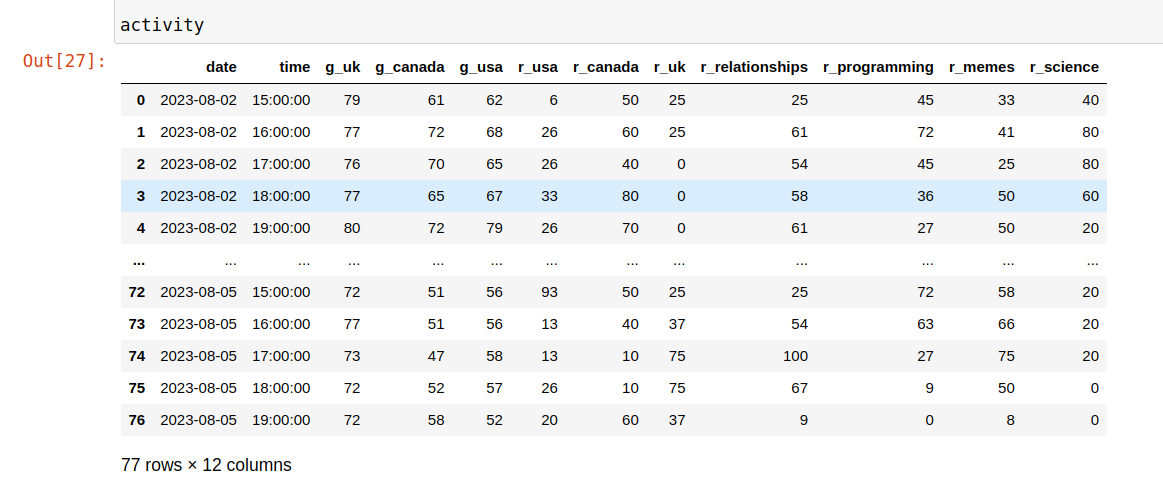 activity
Out[27]:
date time g_uk g_canada g_usa r_usa r_canada r_uk r_relationships r_programming r_memes r_science
0 2023-08-02 15:00:00 79 61 62 6 50 25 25 45 33 40
1 2023-08-02 16:00:00 77 72 68 26 60 25 61 72 41 80
2 2023-08-02 17:00:00 76 70 65 26 40 0 54 45 25 80
3 2023-08-02 18:00:00 77 65 67 33 80 0 58 36 50 60
4 2023-08-02 19:00:00 80 72 79 26 70 0 61 27 50 20
... ... ... ... ... ... ... ... ... ... ... ... ...
72 2023-08-05 15:00:00 72 51 56 93 50 25 25 72 58 20
73 2023-08-05 16:00:00 77 51 56 13 40 37 54 63 66 20
74 2023-08-05 17:00:00 73 47 58 13 10 75 100 27 75 20
75 2023-08-05 18:00:00 72 52 57 26 10 75 67 9 50 0
76 2023-08-05 19:00:00 72 58 52 20 60 37 9 0 8 0
77 rows × 12 columns